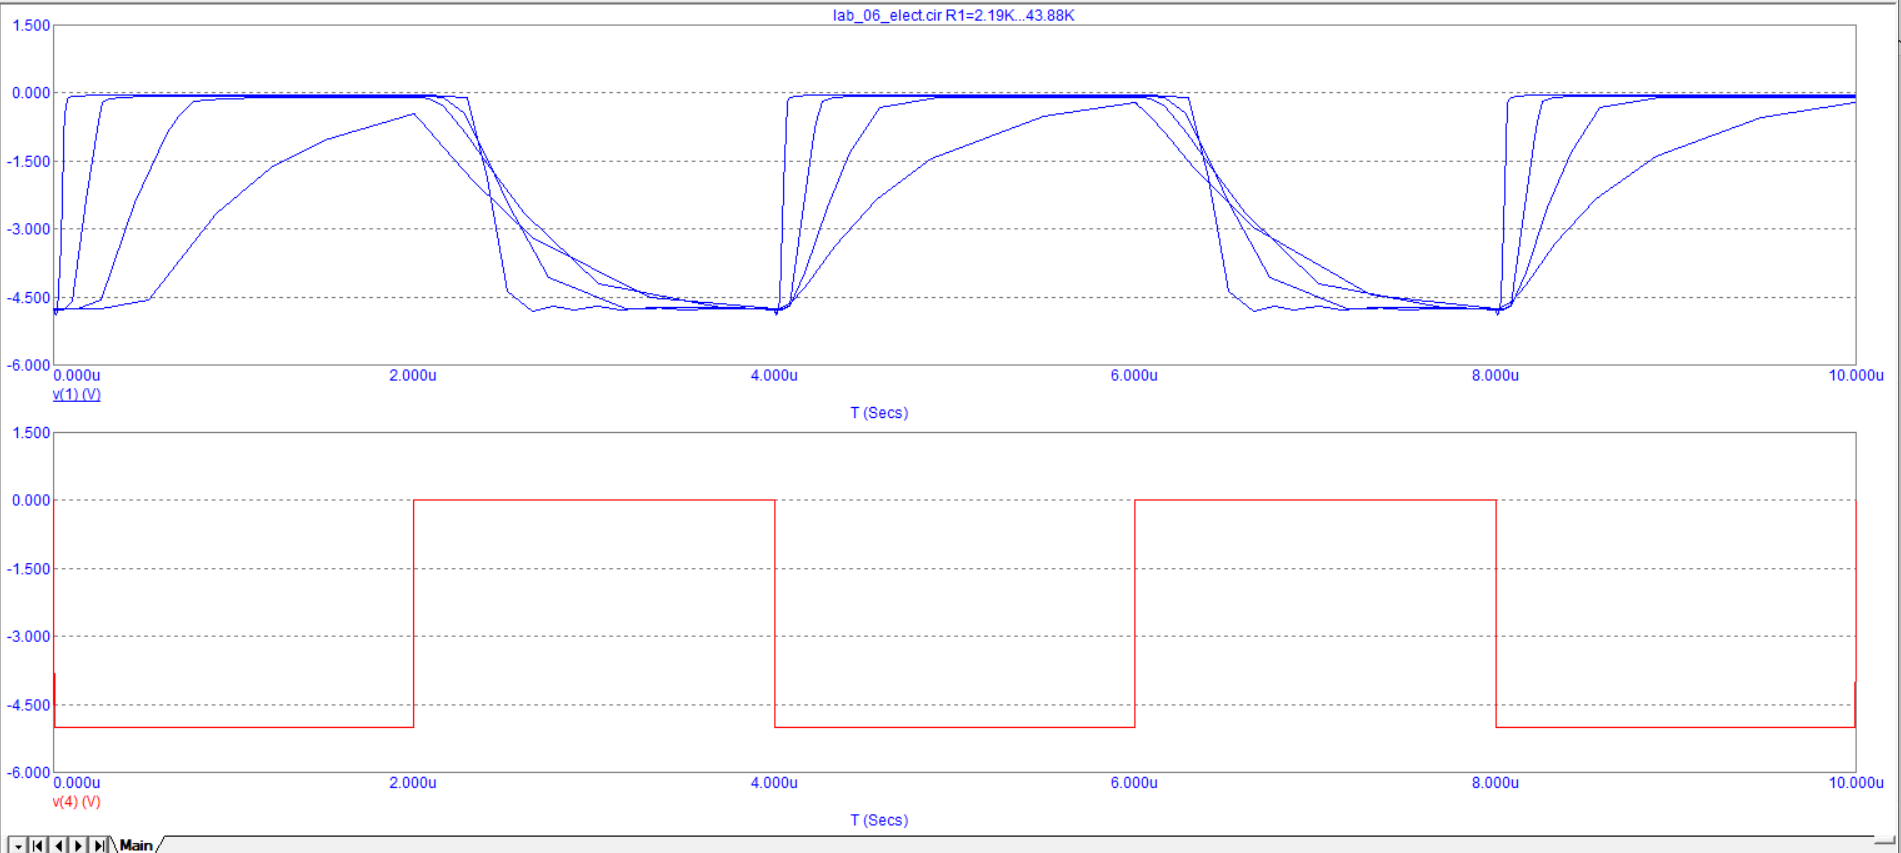 lab_06_elect.cir R1=2.19K...43.88K
1.500
0.000
-1.500
-3.000
-4.500
-6.000
0.000u 2.000u 4.000u 6.000u 8.000u 10.000u
v(1) (V)
T (Secs)
1.500
0.000
-1.500
-3.000
-4.500
-6.000
0.000u 2.000u 4.000u 6.000u 8.000u 10.000u
v(4) (V)
T (Secs)
Main